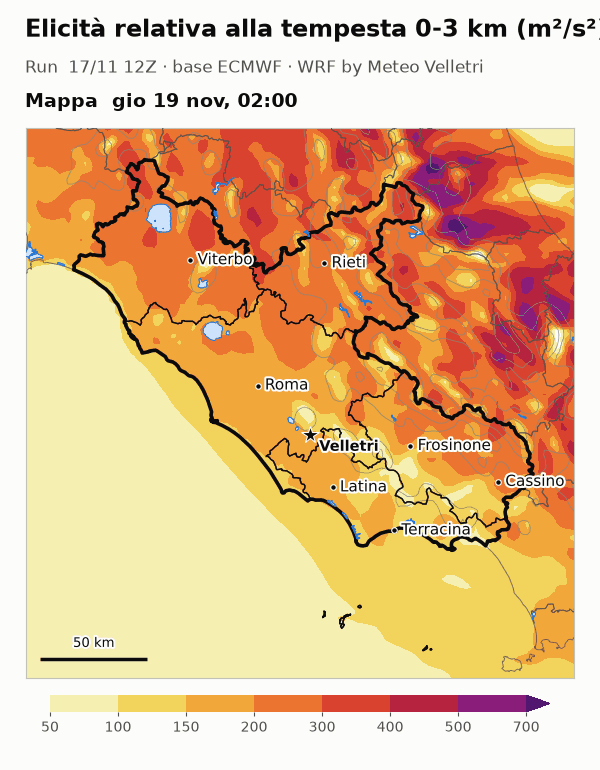 Elicità relativa alla tempesta 0-3 km (m²/s²)
Run 17/11 12Z · base ECMWF · WRF by Meteo Velletri
Mappa gio 19 nov, 02:00
Viterbo
Rieti
Roma
Velletri
Frosinone
Cassino
Latina
Terracina
50 km
50 100 150 200 300 400 500 700